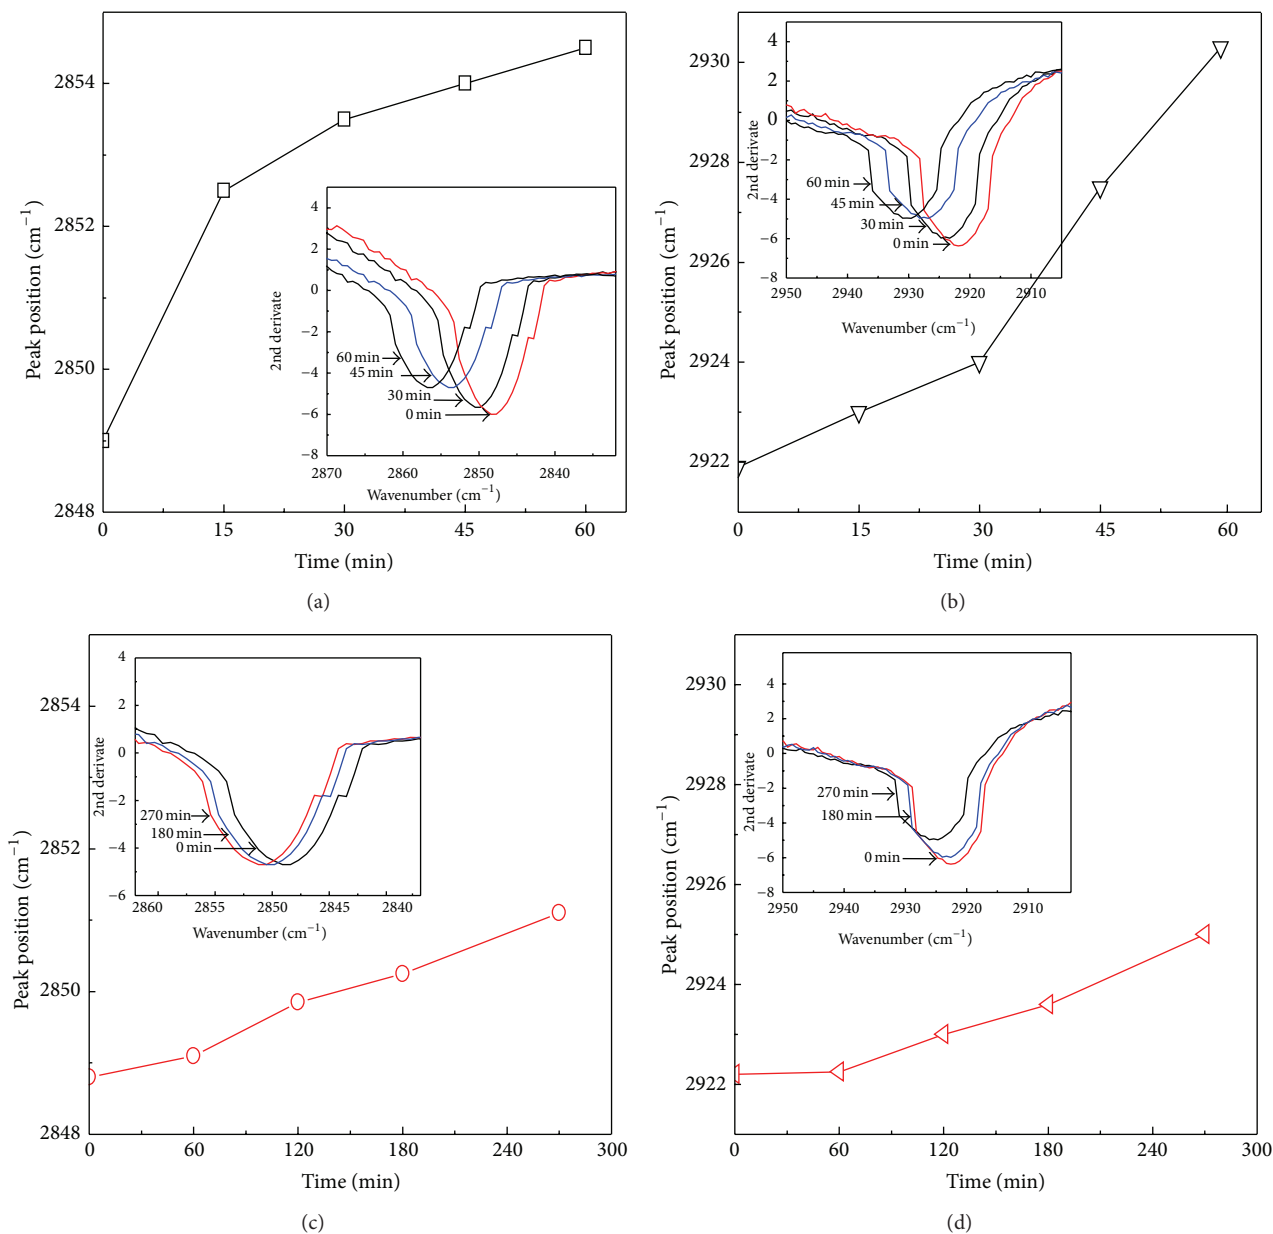 Peak position (cm−1)
2854
2852
2850
2848
0
15
30
45
60
Time (min)
2nd derivate
4
2
0
−2
−4
−6
−8
60 min
45 min
30 min
0 min
2870
2860
2850
2840
Wavenumber (cm−1)
(a)
Peak position (cm−1)
2930
2928
2926
2924
2922
0
15
30
45
60
Time (min)
2nd derivate
4
2
0
−2
−4
−6
−8
60 min
45 min
30 min
0 min
2950
2940
2930
2920
2910
Wavenumber (cm−1)
(b)
Peak position (cm−1)
2854
2852
2850
2848
0
60
120
180
240
300
Time (min)
2nd derivate
4
2
0
−2
−4
−6
270 min
180 min
0 min
2860
2855
2850
2845
2840
Wavenumber (cm−1)
(c)
Peak position (cm−1)
2930
2928
2926
2924
2922
0
60
120
180
240
300
Time (min)
2nd derivate
4
2
0
−2
−4
−6
−8
270 min
180 min
0 min
2950
2940
2930
2920
2910
Wavenumber (cm−1)
(d)